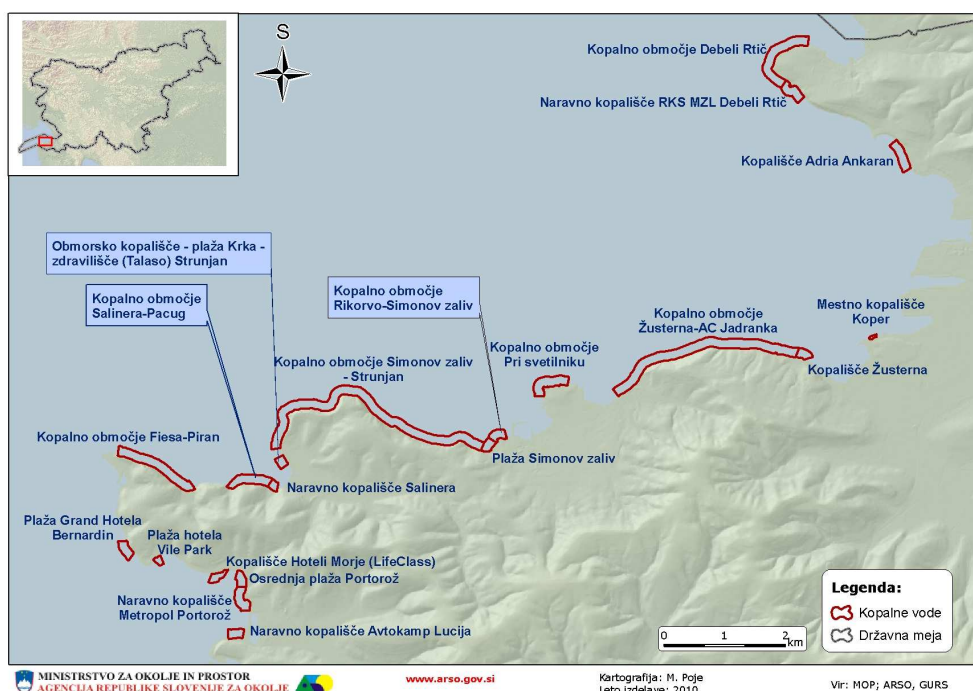 S
Kopalno območje Debeli Rtič
Naravno kopališče RKS MZL Debeli Rtič
Kopališče Adria Ankaran
Obmorsko kopališče - plaža Krka -
zdravilišče (Talaso) Strunjan
Kopalno območje
Salinera-Pacug
Kopalno območje
Rikorvo-Simonov zaliv
Kopalno območje Simonov zaliv
- Strunjan
Kopalno območje
Pri svetilniku
Kopalno območje
Žusterna-AC Jadranka
Mestno kopališče
Koper
Kopališče Žusterna
Plaža Simonov zaliv
Kopalno območje Fiesa-Piran
Naravno kopališče Salinera
Plaža Grand Hotela
Bernardin
Plaža hotela
Vile Park
Kopališče Hoteli Morje (LifeClass)
Osrednja plaža Portorož
Naravno kopališče
Metropol Portorož
Naravno kopališče Avtokamp Lucija
Legenda:
Kopalne vode
Državna meja
0 1 2
km
MINISTRSTVO ZA OKOLJE IN PROSTOR
AGENCIJA REPUBLIKE SLOVENIJE ZA OKOLJE
www.arso.gov.si
Kartografija: M. Poje
Leto izdelave: 2010
Vir: MOP; ARSO, GURS